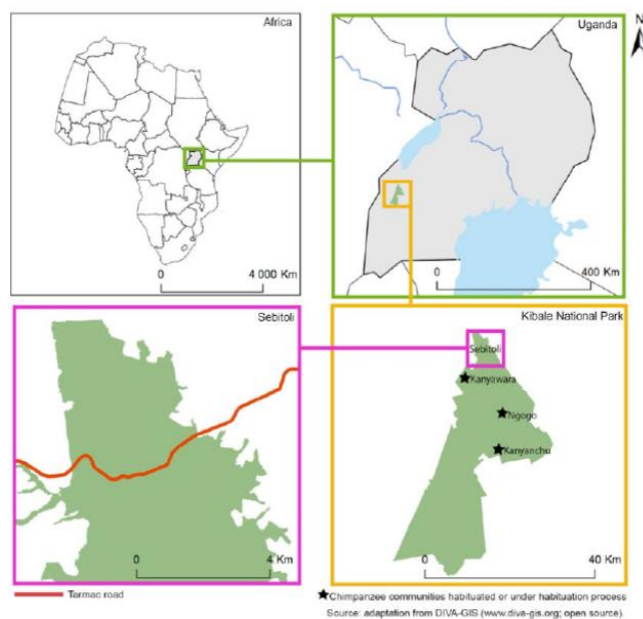 Africa
0 4 000 Km
Uganda
N
0 400 Km
Sebitoli
0 4 Km
Tarmac road
Kibale National Park
Sebitoli
Kanyawara
Ngogo
Kanyanchu
0 40 Km
Chimpanzee communities habituated or under habituation process
Source: adaptation from DIVA-GIS (www.diva-gis.org; open source).